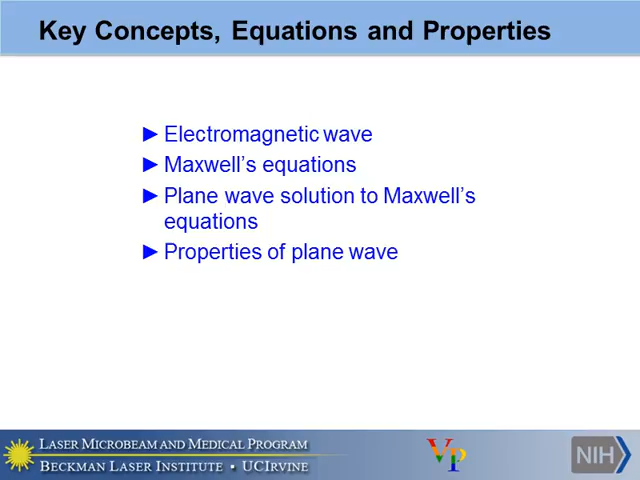 Key Concepts, Equations and Properties
► Electromagnetic wave
► Maxwell's equations
► Plane wave solution to Maxwell's
equations
► Properties of plane wave
LASER MICROBEAM AND MEDICAL PROGRAM
BECKMAN LASER INSTITUTE ▪ UCIRVINE
VP
NIH